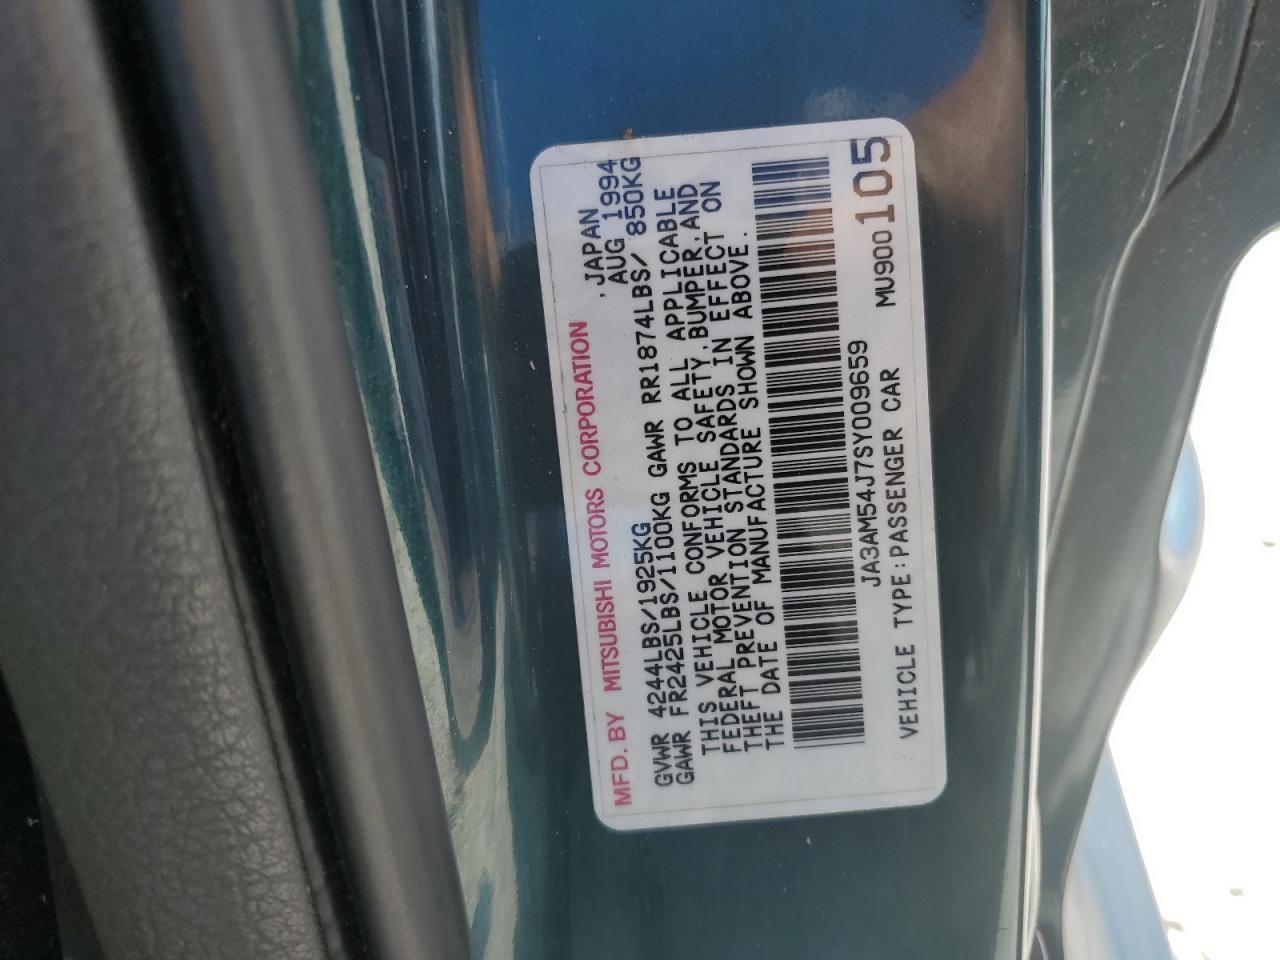 MFD. BY MITSUBISHI MOTORS CORPORATION , JAPAN
AUG 1994
GVWR 4244LBS/1925KG
GAWR FR2425LBS/1100KG GAWR RR1874LBS/ 850KG
THIS VEHICLE CONFORMS TO ALL APPLICABLE
FEDERAL MOTOR VEHICLE SAFETY, BUMPER, AND
THEFT PREVENTION STANDARDS IN EFFECT ON
THE DATE OF MANUFACTURE SHOWN ABOVE.
JA3AM54J7SY009659
VEHICLE TYPE:PASSENGER CAR MU900105